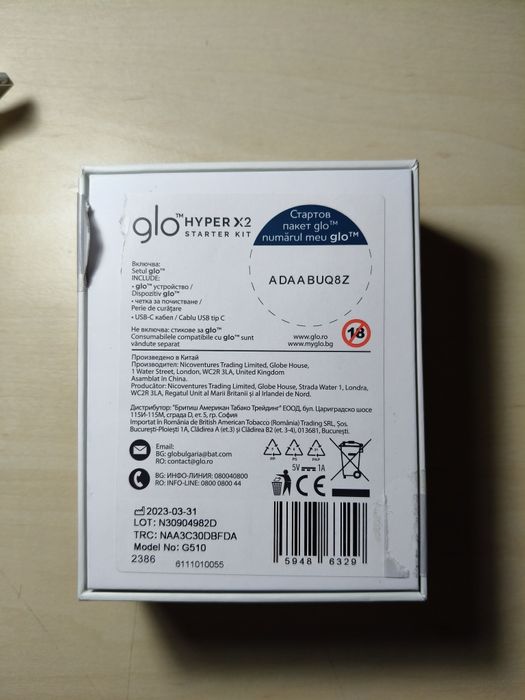 glo™ HYPER X2
STARTER KIT
Стартов
пакет glo™
numărul meu glo™
ADAABUQ8Z
Включва:
Setul glo™
INCLUDE:
• glo™ устройство /
Dispozitiv glo™
• четка за почистване /
Perie de curățare
• USB-C кабел / Cablu USB tip C
Не включва: стикове за glo™
Consumabilele compatibile cu glo™ sunt
vândute separat
www.glo.ro
www.myglo.bg
18
Произведено в Китай
Производител: Nicoventures Trading Limited, Globe House,
1 Water Street, London, WC2R 3LA, United Kingdom
Asamblat în China.
Producător: Nicoventures Trading Limited, Globe House, Strada Water 1, Londra,
WC2R 3LA, Regatul Unit al Marii Britanii și al Irlandei de Nord.
Дистрибутор: "Бритиш Американ Табако Трейдинг" ЕООД, бул. Цариградско шосе
115И-115М, сграда D, ет. 5, гр. София
Importat în România de British American Tobacco (România) Trading SRL, Șos.
București-Ploiești 1A, Clădirea A (et.3) și Clădirea B2 (et. 3-4), 013681, București.
Email:
BG: globulgaria@bat.com
RO: contact@glo.ro
BG: ИНФО-ЛИНИЯ: 080040800
RO: INFO-LINE: 0800 0800 44
PP PS PAP
5V 1A
CE
2023-03-31
LOT: N30904982D
TRC: NAA3C30DBFDA
Model No: G510
2386 6111010055
5948 6329